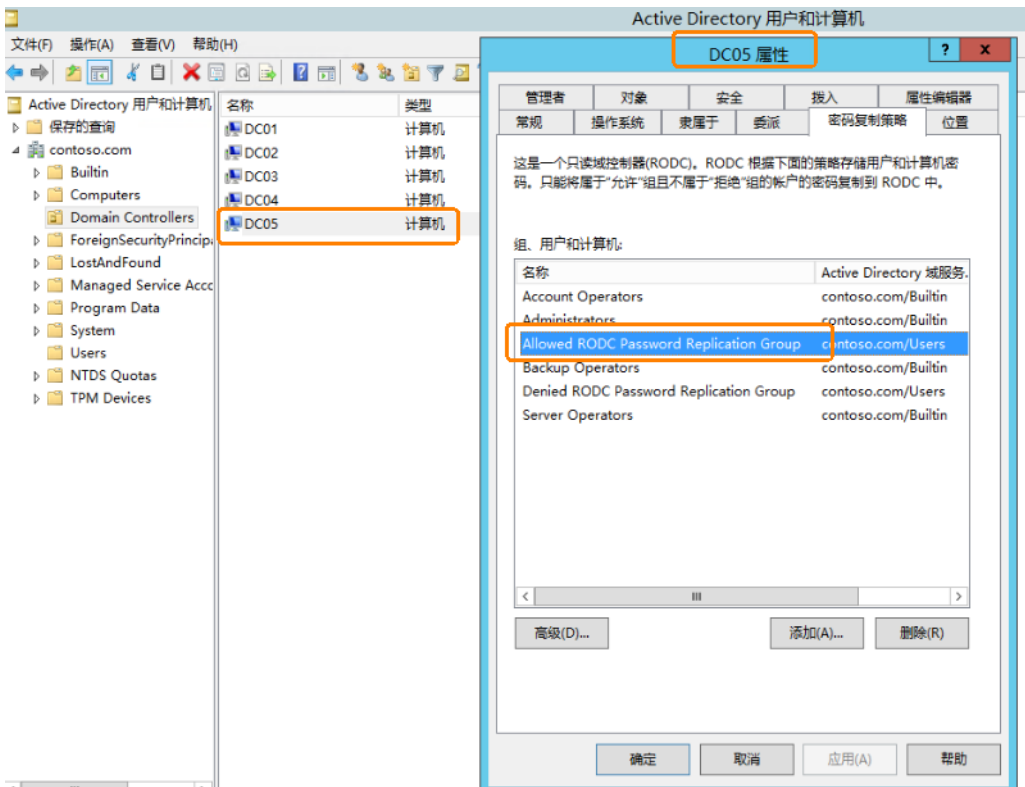 Active Directory 用户和计算机
文件(F) 操作(A) 查看(V) 帮助(H)
Active Directory 用户和计算机
保存的查询
contoso.com
Builtin
Computers
Domain Controllers
ForeignSecurityPrincip
LostAndFound
Managed Service Acc
Program Data
System
Users
NTDS Quotas
TPM Devices
名称 类型
DC01 计算机
DC02 计算机
DC03 计算机
DC04 计算机
DC05 计算机
DC05 属性
? x
管理者 对象 安全 拨入 属性编辑器
常规 操作系统 隶属于 委派 密码复制策略 位置
这是一个只读域控制器(RODC)。RODC 根据下面的策略存储用户和计算机密
码。只能将属于“允许”组且不属于“拒绝”组的帐户的密码复制到 RODC 中。
组、用户和计算机:
名称 Active Directory 域服务.
Account Operators contoso.com/Builtin
Administrators contoso.com/Builtin
Allowed RODC Password Replication Group contoso.com/Users
Backup Operators contoso.com/Builtin
Denied RODC Password Replication Group contoso.com/Users
Server Operators contoso.com/Builtin
高级(D)... 添加(A)... 删除(R)
确定 取消 应用(A) 帮助